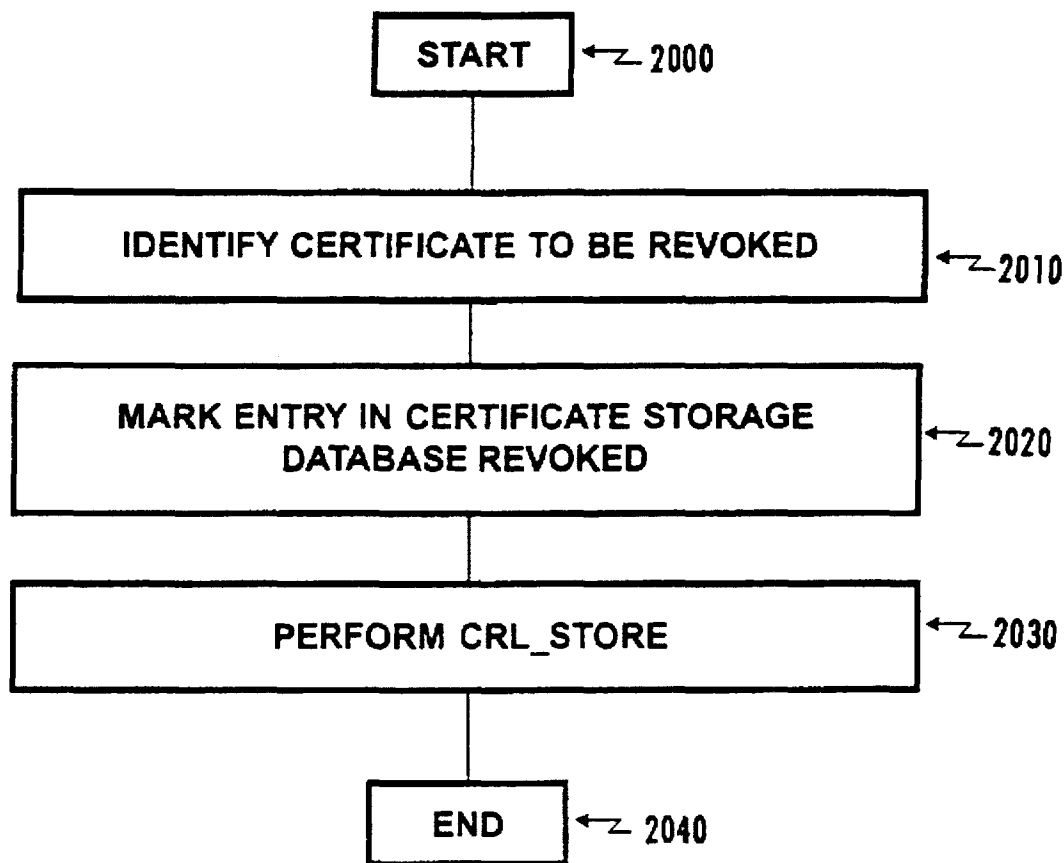 START
2000
IDENTIFY CERTIFICATE TO BE REVOKED
2010
MARK ENTRY IN CERTIFICATE STORAGE
DATABASE REVOKED
2020
PERFORM CRL_STORE
2030
END
2040